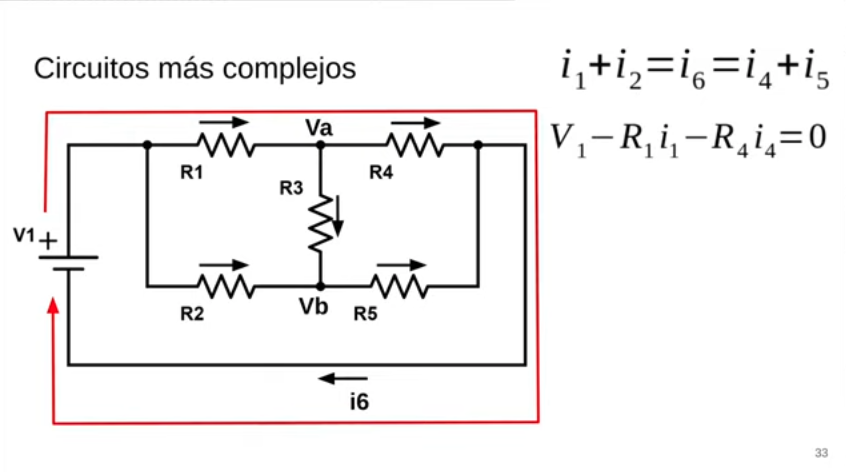 Circuitos más complejos
i₁+i₂=i₆=i₄+i₅
V₁−R₁i₁−R₄i₄=0
Va
R1
R4
R3
V1+
R2
Vb
R5
i6
33